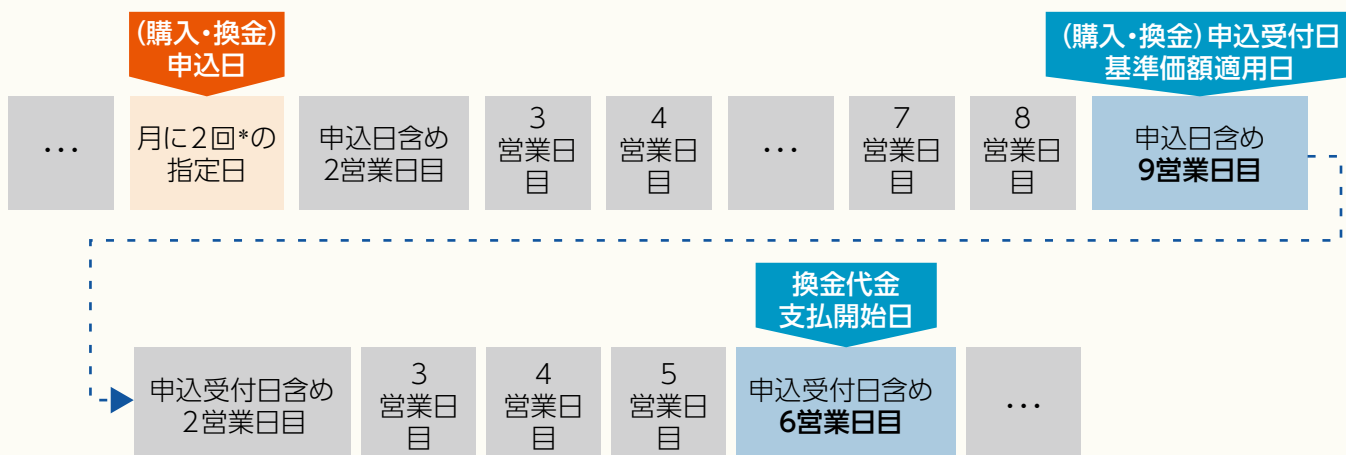 (購入・換金)
申込日
(購入・換金)申込受付日
基準価額適用日
…
月に2回*の
指定日
申込日含め
2営業日目
3
営業日
目
4
営業日
目
…
7
営業日
目
8
営業日
目
申込日含め
9営業日目
換金代金
支払開始日
申込受付日含め
2営業日目
3
営業日
目
4
営業日
目
5
営業日
目
申込受付日含め
6営業日目
…